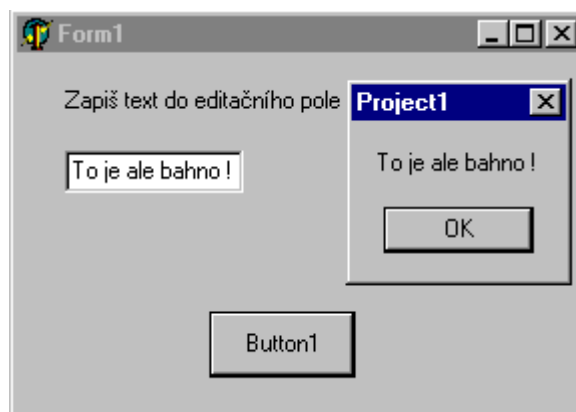 Form1
Zapiš text do editačního pole
Project1
To je ale bahno !
To je ale bahno !
OK
Button1